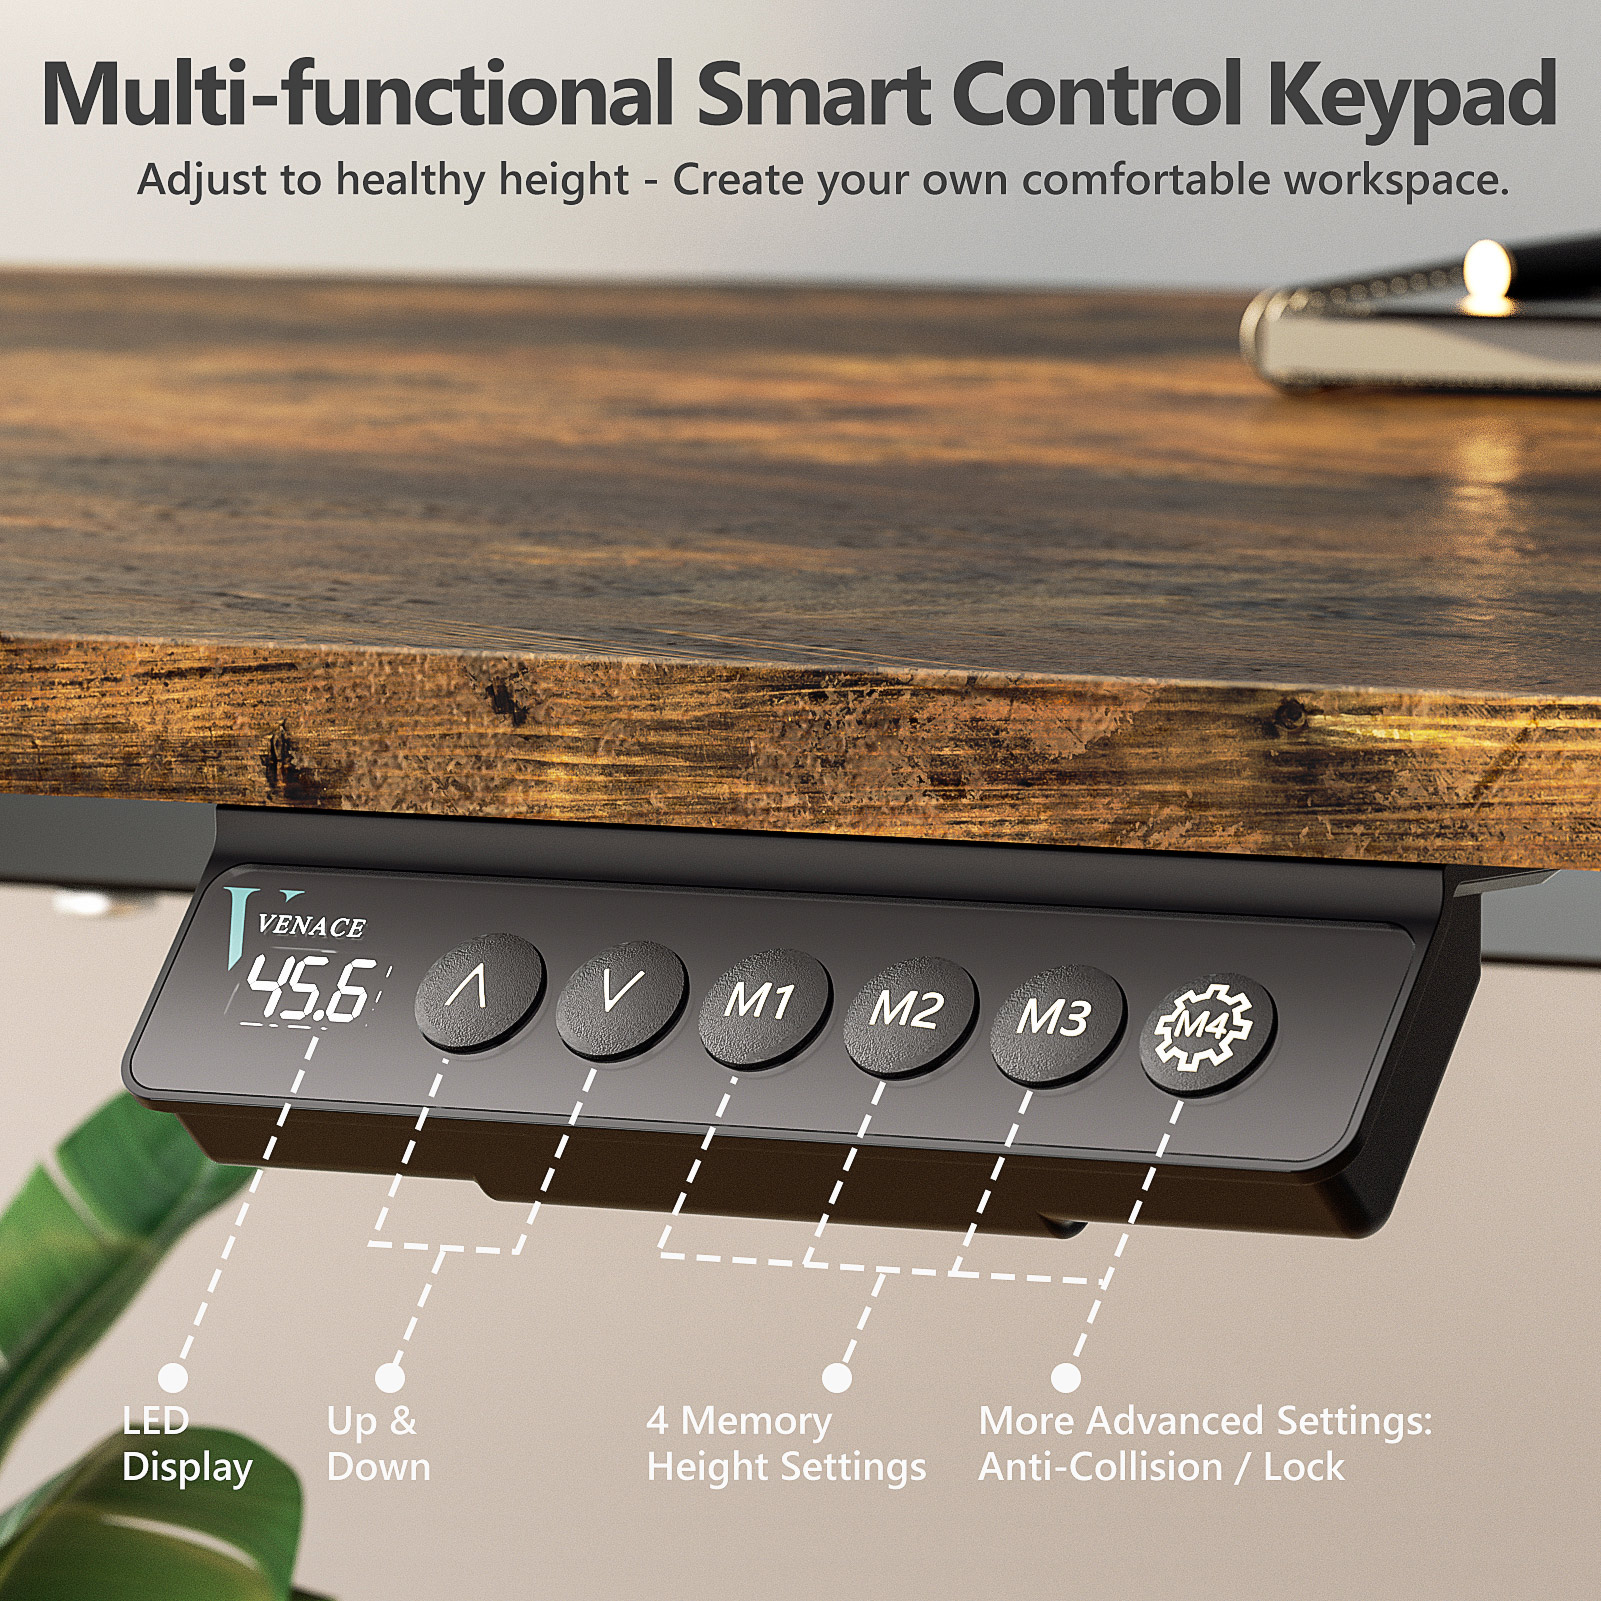 Multi-functional Smart Control Keypad
Adjust to healthy height - Create your own comfortable workspace.
V
VENACE
45.6
M1
M2
M3
M4
LED
Display
Up &
Down
4 Memory
Height Settings
More Advanced Settings:
Anti-Collision / Lock